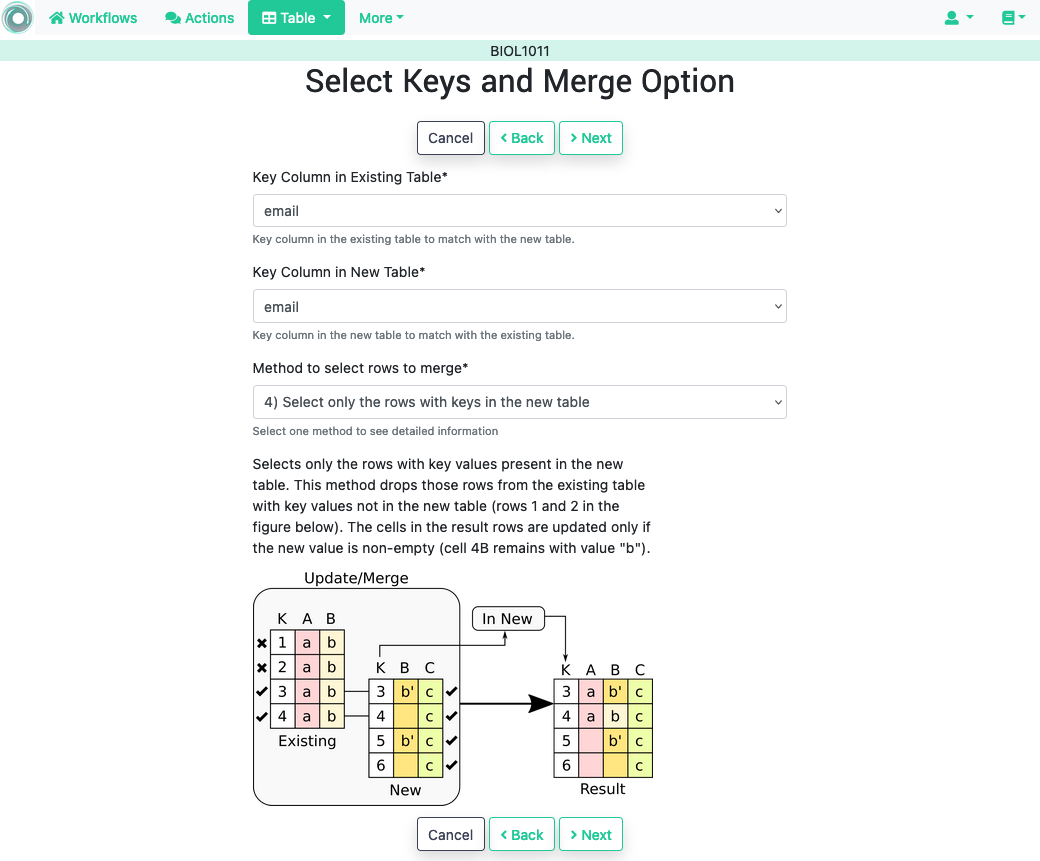 Workflows Actions Table More
BIOL1011
Select Keys and Merge Option
Cancel Back Next
Key Column in Existing Table*
email
Key column in the existing table to match with the new table.
Key Column in New Table*
email
Key column in the new table to match with the existing table.
Method to select rows to merge*
4) Select only the rows with keys in the new table
Select one method to see detailed information
Selects only the rows with key values present in the new
table. This method drops those rows from the existing table
with key values not in the new table (rows 1 and 2 in the
figure below). The cells in the result rows are updated only if
the new value is non-empty (cell 4B remains with value "b").
Update/Merge
K A B
1 a b
2 a b
3 a b
4 a b
Existing
K B C
3 b' c
4 c
5 b' c
6 c
New
In New
K A B C
3 a b' c
4 a b c
5 b' c
6 c
Result
Cancel Back Next